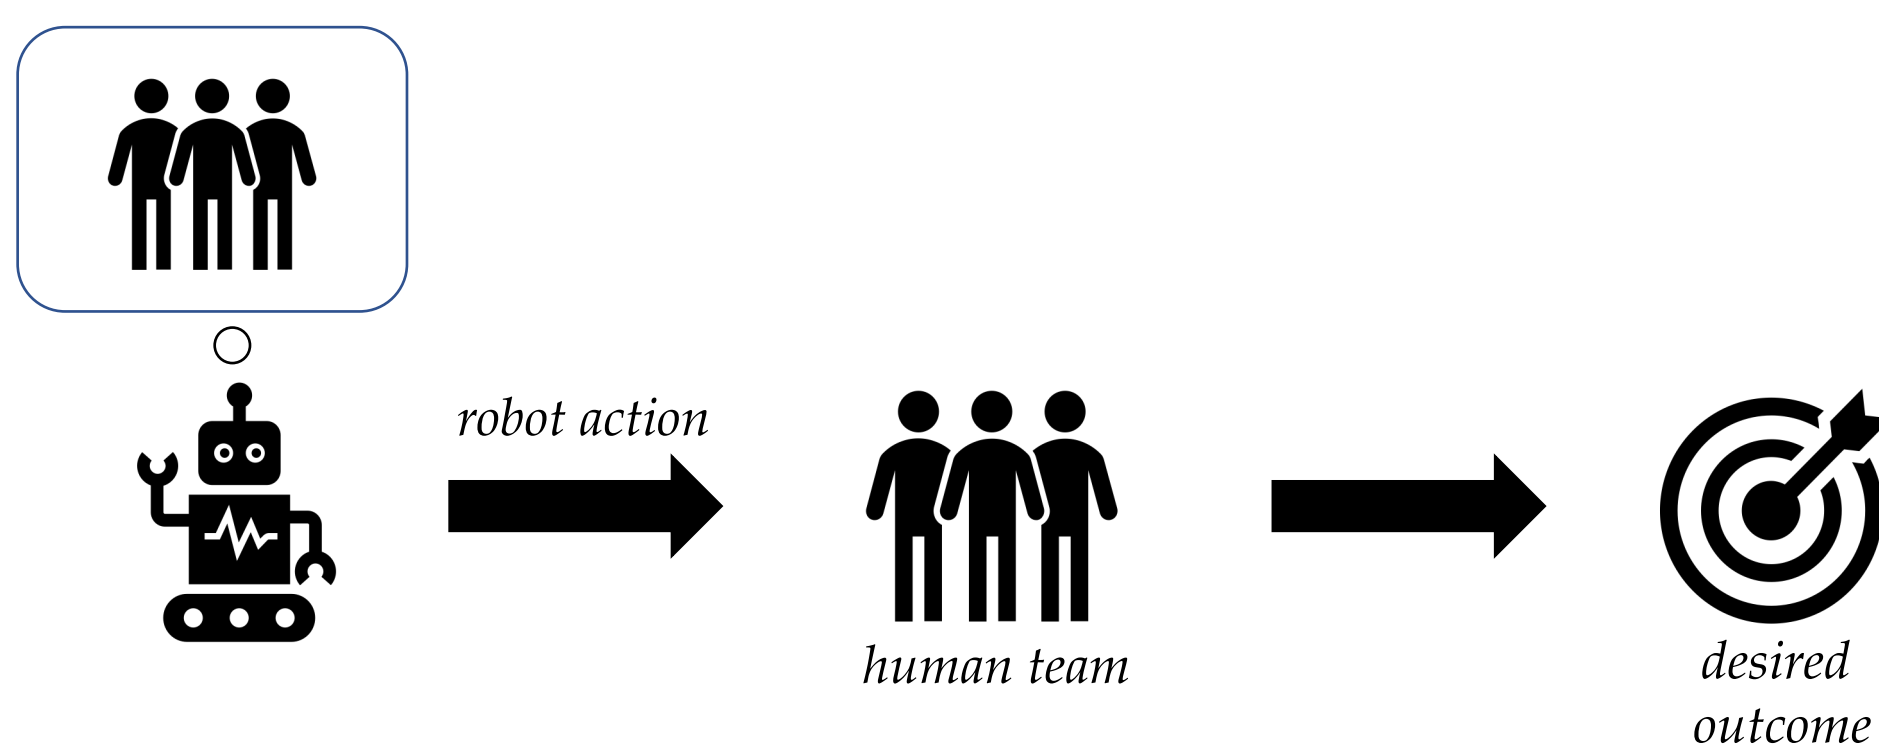 robot action
human team
desired
outcome